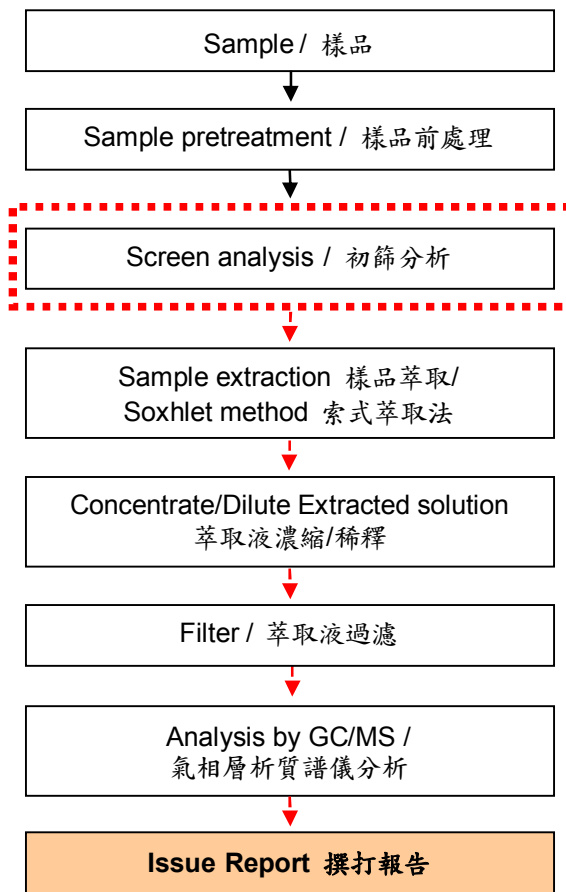 Sample / 樣品
Sample pretreatment / 樣品前處理
Screen analysis / 初篩分析
Sample extraction 樣品萃取/
Soxhlet method 索式萃取法
Concentrate/Dilute Extracted solution
萃取液濃縮/稀釋
Filter / 萃取液過濾
Analysis by GC/MS /
氣相層析質譜儀分析
Issue Report 撰打報告